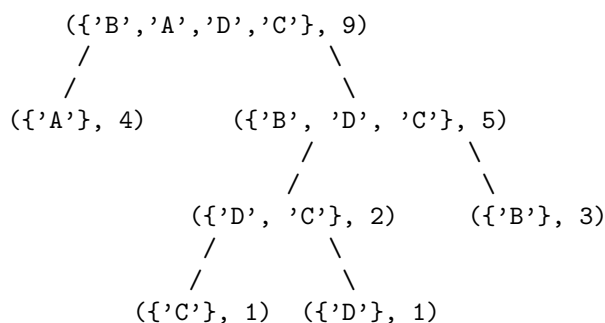 ({’B’,’A’,’D’,’C’}, 9)
/ \
/ \
({’A’}, 4) ({’B’, ’D’, ’C’}, 5)
/ \
/ \
({’D’, ’C’}, 2) ({’B’}, 3)
/ \
/ \
({’C’}, 1) ({’D’}, 1)